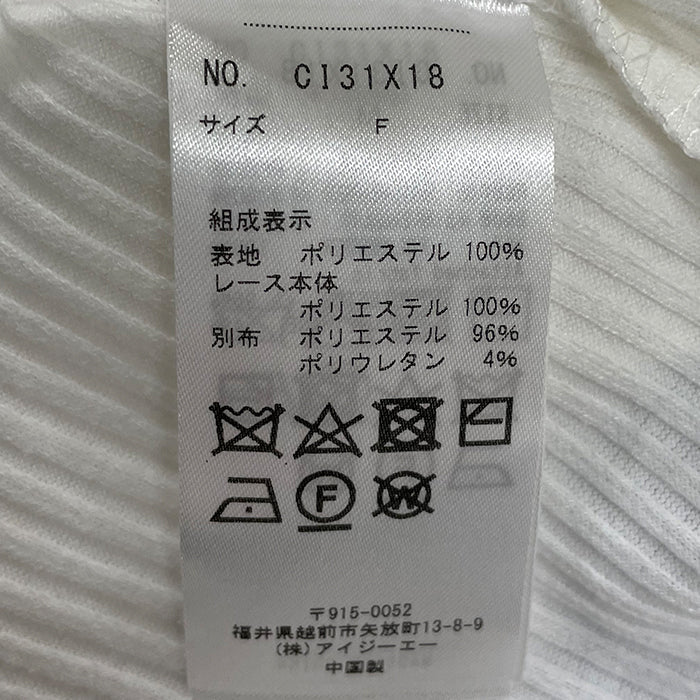 NO. CI31X18
サイズ F
組成表示
表地 ポリエステル 100%
レース本体
ポリエステル 100%
別布 ポリエステル 96%
ポリウレタン 4%
F
W
〒915-0052
福井県越前市矢放町13-8-9
(株)アイジーエー
中国製